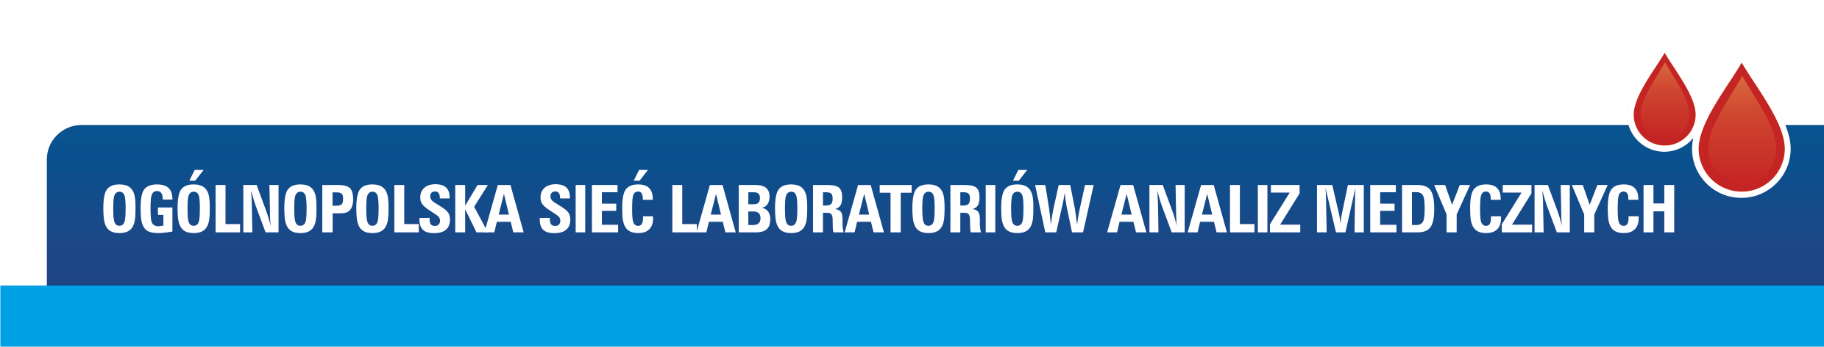 OGÓLNOPOLSKA SIEĆ LABORATORIÓW ANALIZ MEDYCZNYCH